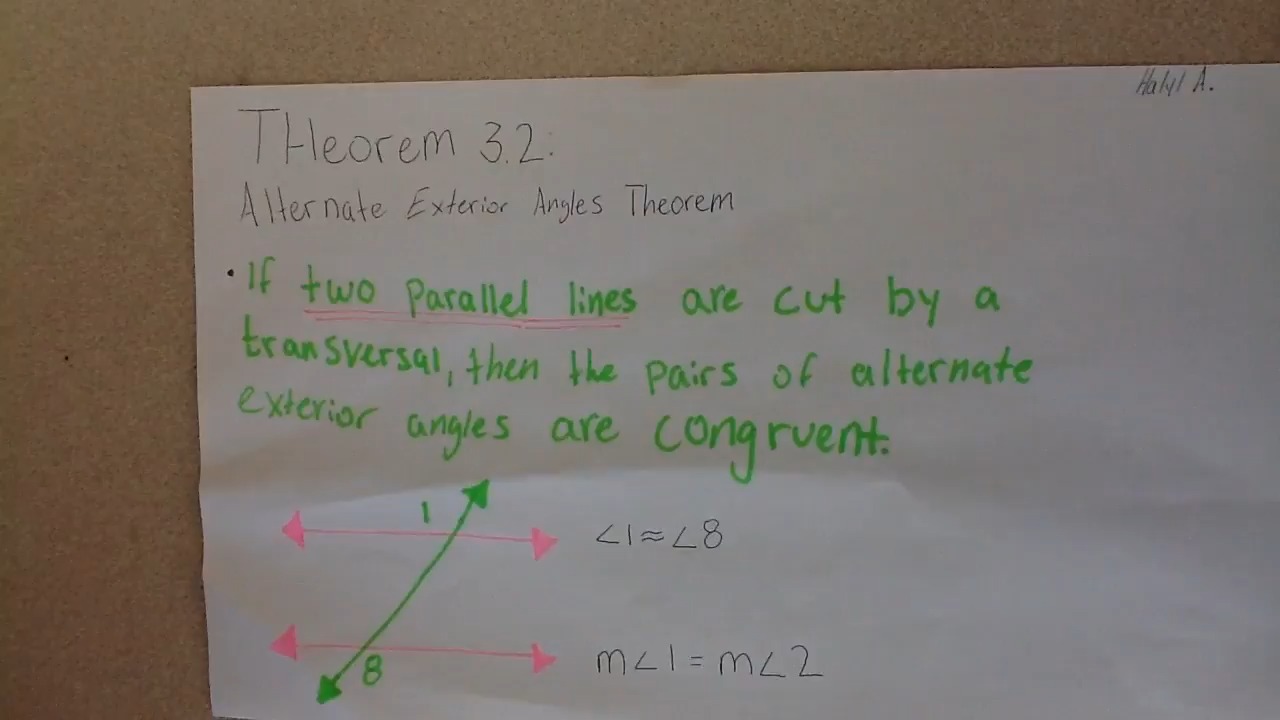 Halyl A.
THeorem 3.2:
Alternate Exterior Angles Theorem
• If two parallel lines are cut by a
transversal, then the pairs of alternate
exterior angles are congruent.
1
∠1≈∠8
8
m∠1=m∠2